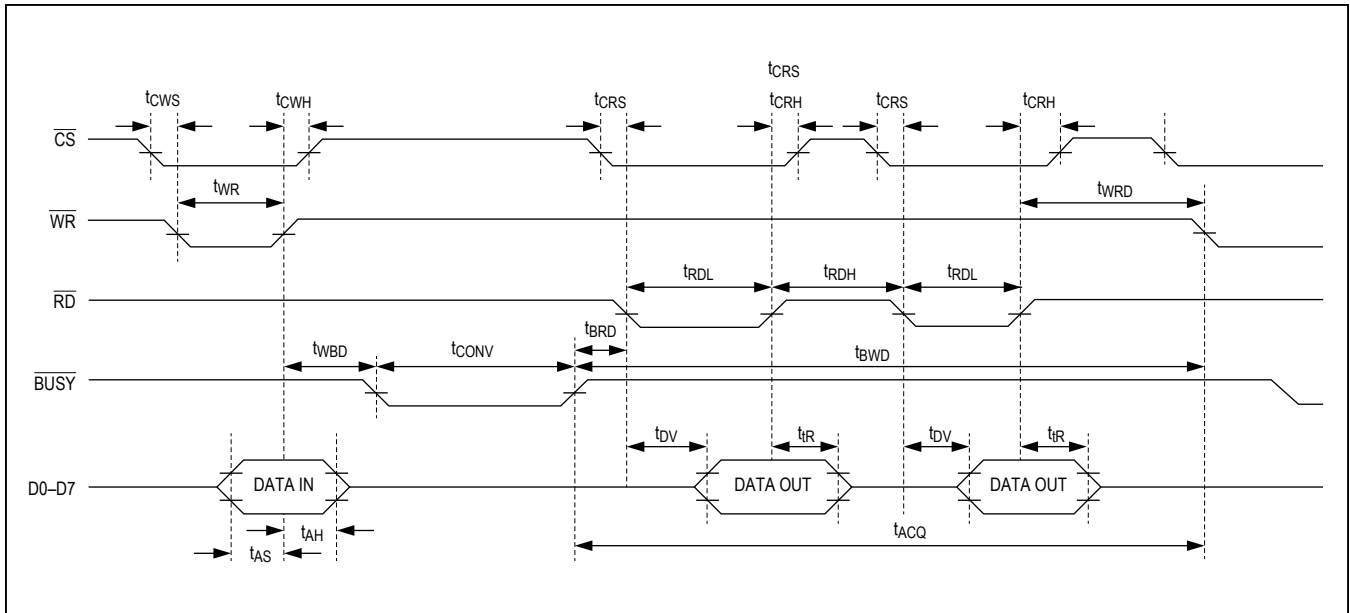 tCRS
tCWS tCWH tCRS tCRH tCRS tCRH
CS
tWR tWRD
WR
tRDL tRDH tRDL
RD
tBRD
tWBD tCONV tBWD
BUSY
tDV ttR tDV ttR
D0–D7 DATA IN DATA OUT DATA OUT
tAH
tACQ
tAS